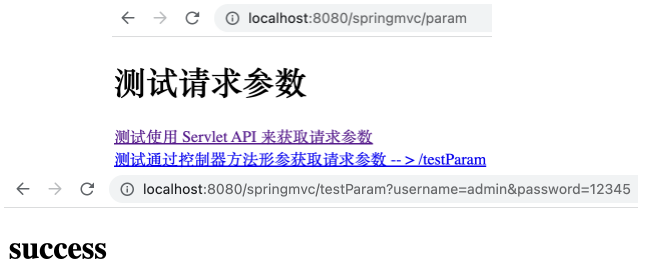 localhost:8080/springmvc/param
测试请求参数
测试使用 Servlet API 来获取请求参数
测试通过控制器方法形参获取请求参数 -- > /testParam
localhost:8080/springmvc/testParam?username=admin&password=12345
success